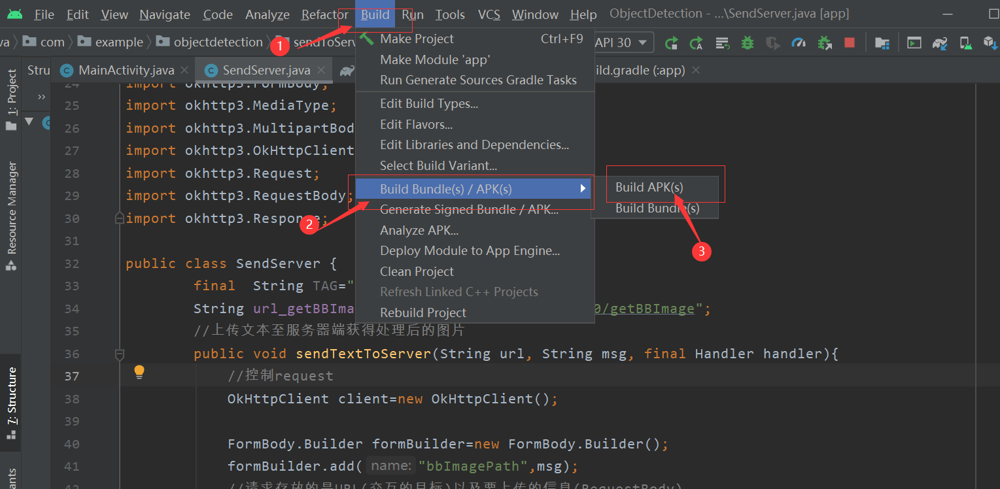 File Edit View Navigate Code Analyze Refactor Build Run Tools VCS Window Help ObjectDetection - ...\SendServer.java [app]
va com example objectdetection sendToServ API 30
1
Make Project Ctrl+F9
Make Module 'app'
Run Generate Sources Gradle Tasks
Edit Build Types...
Edit Flavors...
Edit Libraries and Dependencies...
Select Build Variant...
Build Bundle(s) / APK(s)
Generate Signed Bundle / APK...
Analyze APK...
Deploy Module to App Engine...
Clean Project
Refresh Linked C++ Projects
Rebuild Project
Build APK(s)
Build Bundle(s)
2
3
1: Project
Resource Manager
7: Structure
ants
Stru MainActivity.java SendServer.java ild.gradle (:app)
24 import okhttp3.FormBody;
25 import okhttp3.MediaType;
26 import okhttp3.MultipartBod
27 import okhttp3.OkHttpClient
28 import okhttp3.Request;
29 import okhttp3.RequestBody;
30 import okhttp3.Response;
31
32 public class SendServer {
33 final String TAG="
34 String url_getBBIma 0/getBBImage";
35 //上传文本至服务器端获得处理后的图片
36 public void sendTextToServer(String url, String msg, final Handler handler){
37 //控制request
38 OkHttpClient client=new OkHttpClient();
39
40 FormBody.Builder formBuilder=new FormBody.Builder();
41 formBuilder.add( name: "bbImagePath",msg);
42 //请求存放的是URL(交互的目标)以及要上传的信息(RequestBody)